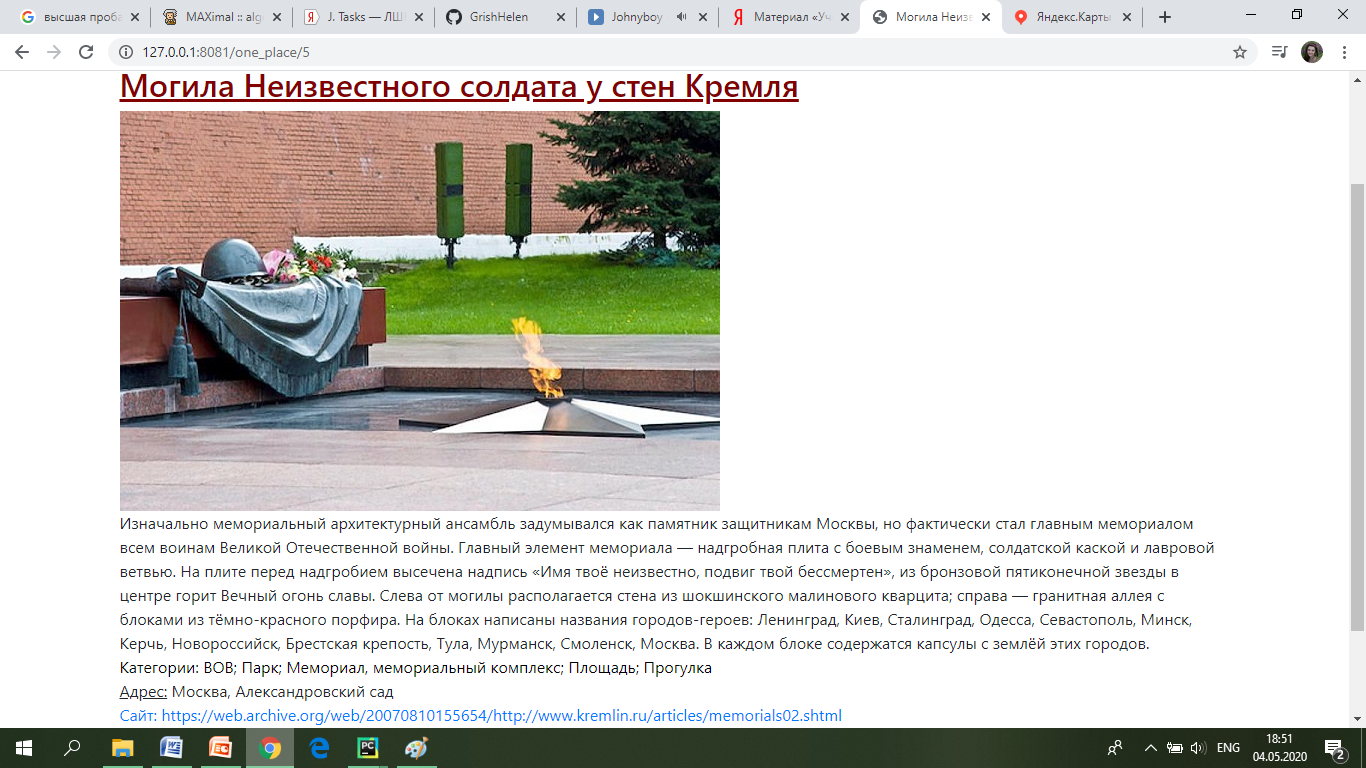 высшая проба
MAXimal :: alg
J. Tasks — ЛШ
GrishHelen
Johnyboy
Материал «Уч
Могила Неизв
Яндекс.Карты
127.0.0.1:8081/one_place/5
Могила Неизвестного солдата у стен Кремля
Изначально мемориальный архитектурный ансамбль задумывался как памятник защитникам Москвы, но фактически стал главным мемориалом
всем воинам Великой Отечественной войны. Главный элемент мемориала — надгробная плита с боевым знаменем, солдатской каской и лавровой
ветвью. На плите перед надгробием высечена надпись «Имя твоё неизвестно, подвиг твой бессмертен», из бронзовой пятиконечной звезды в
центре горит Вечный огонь славы. Слева от могилы располагается стена из шокшинского малинового кварцита; справа — гранитная аллея с
блоками из тёмно-красного порфира. На блоках написаны названия городов-героев: Ленинград, Киев, Сталинград, Одесса, Севастополь, Минск,
Керчь, Новороссийск, Брестская крепость, Тула, Мурманск, Смоленск, Москва. В каждом блоке содержатся капсулы с землёй этих городов.
Категории: ВОВ; Парк; Мемориал, мемориальный комплекс; Площадь; Прогулка
Адрес: Москва, Александровский сад
Сайт: https://web.archive.org/web/20070810155654/http://www.kremlin.ru/articles/memorials02.shtml
ENG
18:51
04.05.2020
2